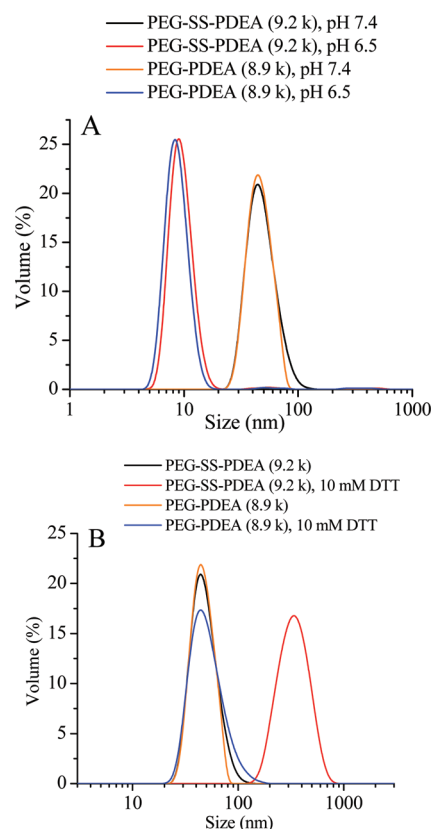 PEG-SS-PDEA (9.2 k), pH 7.4
PEG-SS-PDEA (9.2 k), pH 6.5
PEG-PDEA (8.9 k), pH 7.4
PEG-PDEA (8.9 k), pH 6.5
A
25
20
15
10
5
0
Volume (%)
1 10 100 1000
Size (nm)
PEG-SS-PDEA (9.2 k)
PEG-SS-PDEA (9.2 k), 10 mM DTT
PEG-PDEA (8.9 k)
PEG-PDEA (8.9 k), 10 mM DTT
B
25
20
15
10
5
0
Volume (%)
10 100 1000
Size (nm)